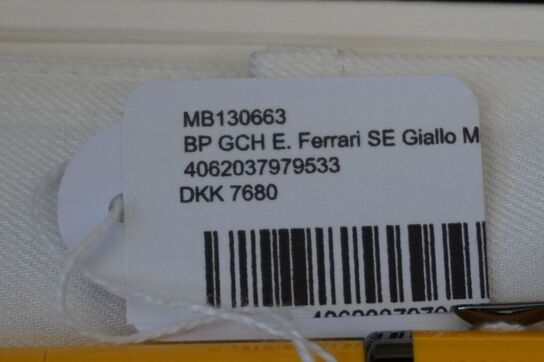 MB130663
BP GCH E. Ferrari SE Giallo M
4062037979533
DKK 7680